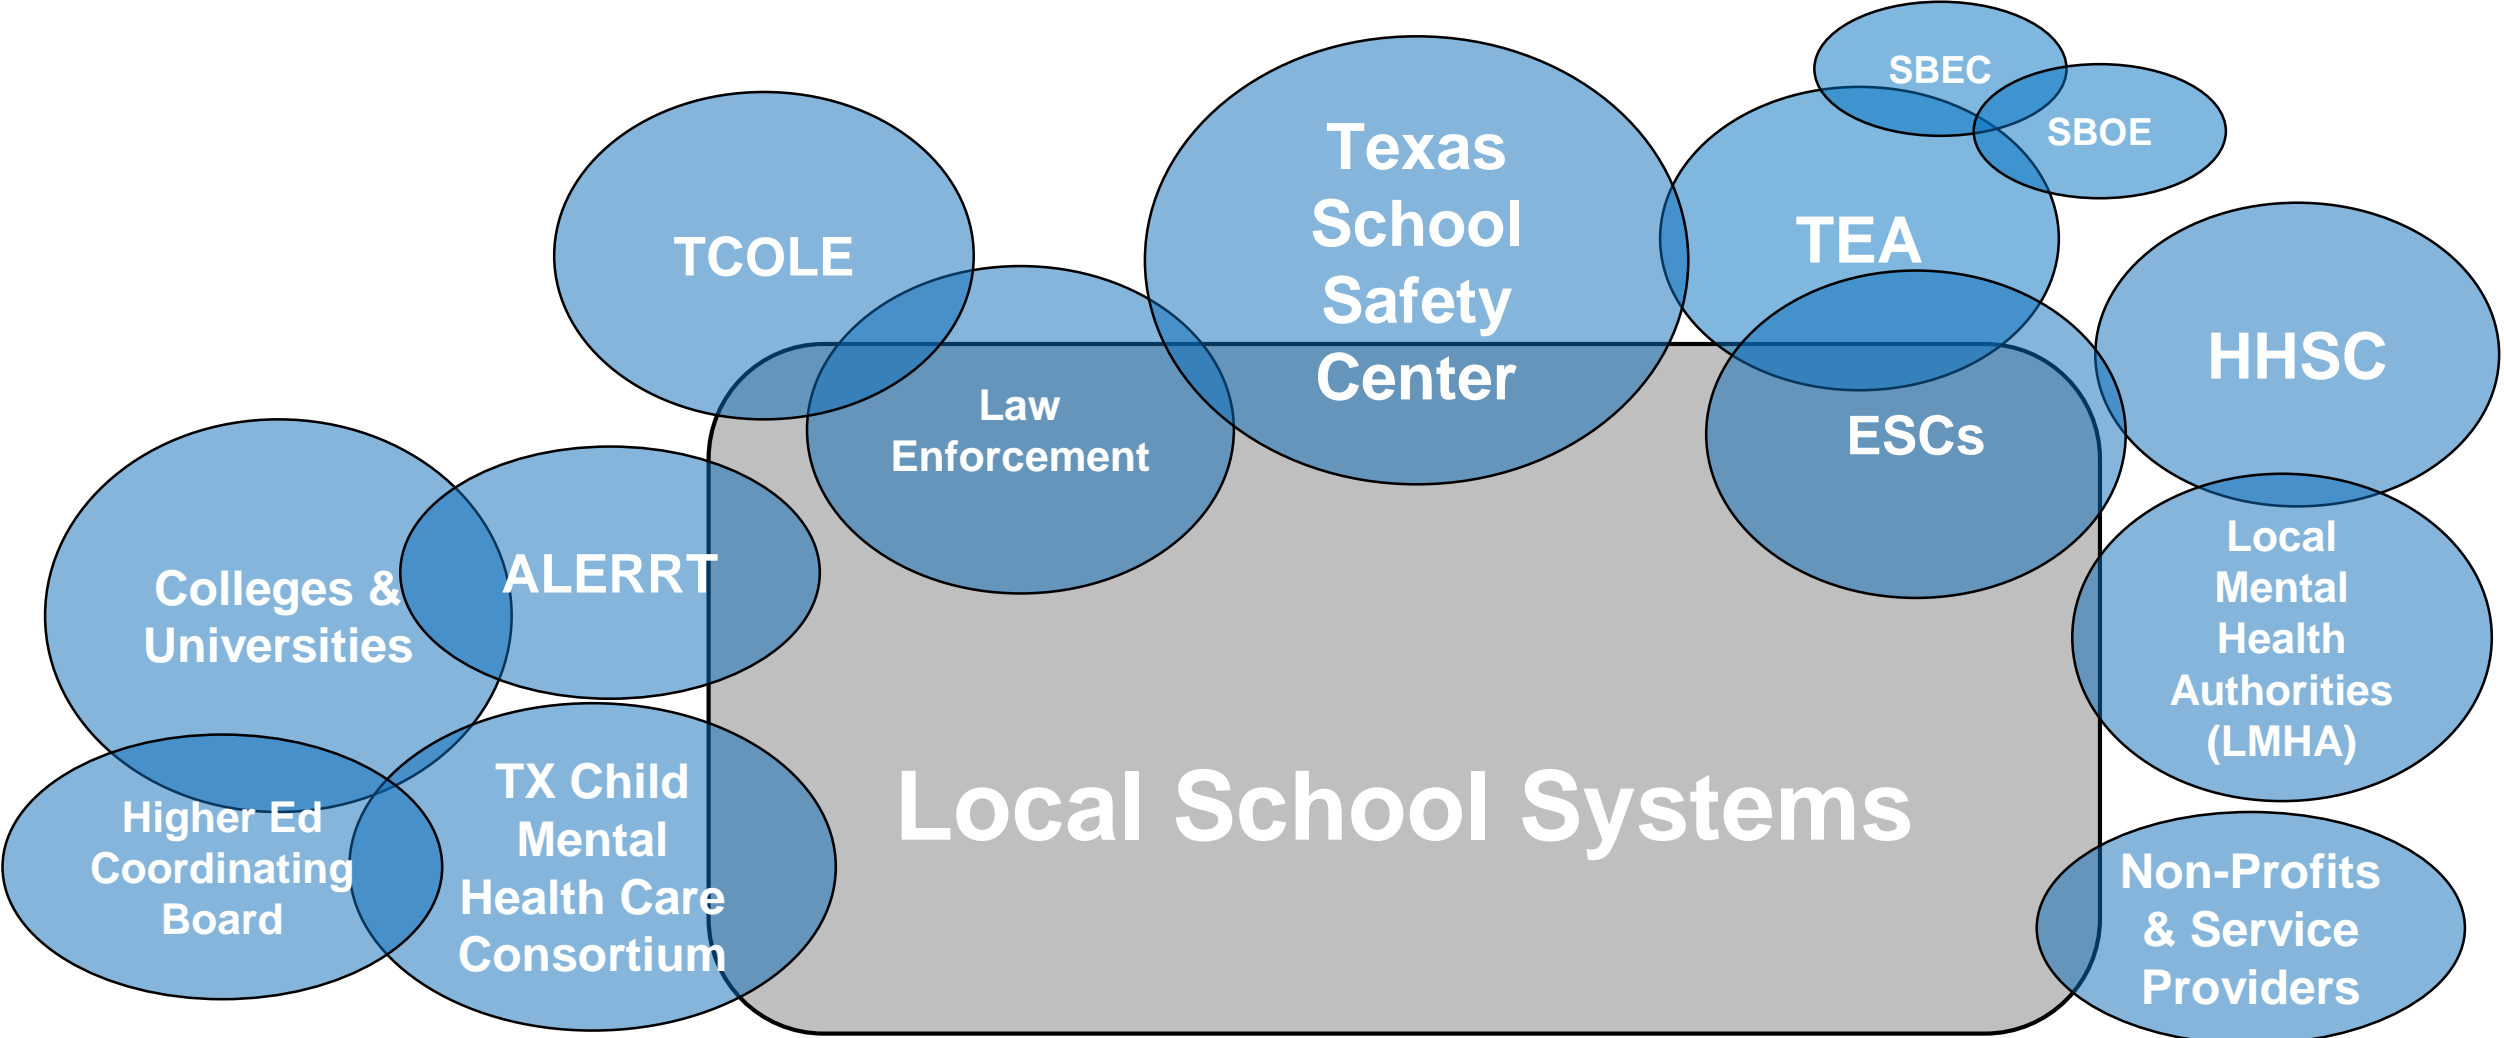 SBEC
SBOE
Texas
School
Safety
Center
TCOLE
TEA
HHSC
Law
Enforcement
ESCs
Colleges &
Universities
ALERRT
Local
Mental
Health
Authorities
(LMHA)
Local School Systems
Higher Ed
Coordinating
Board
TX Child
Mental
Health Care
Consortium
Non-Profits
& Service
Providers